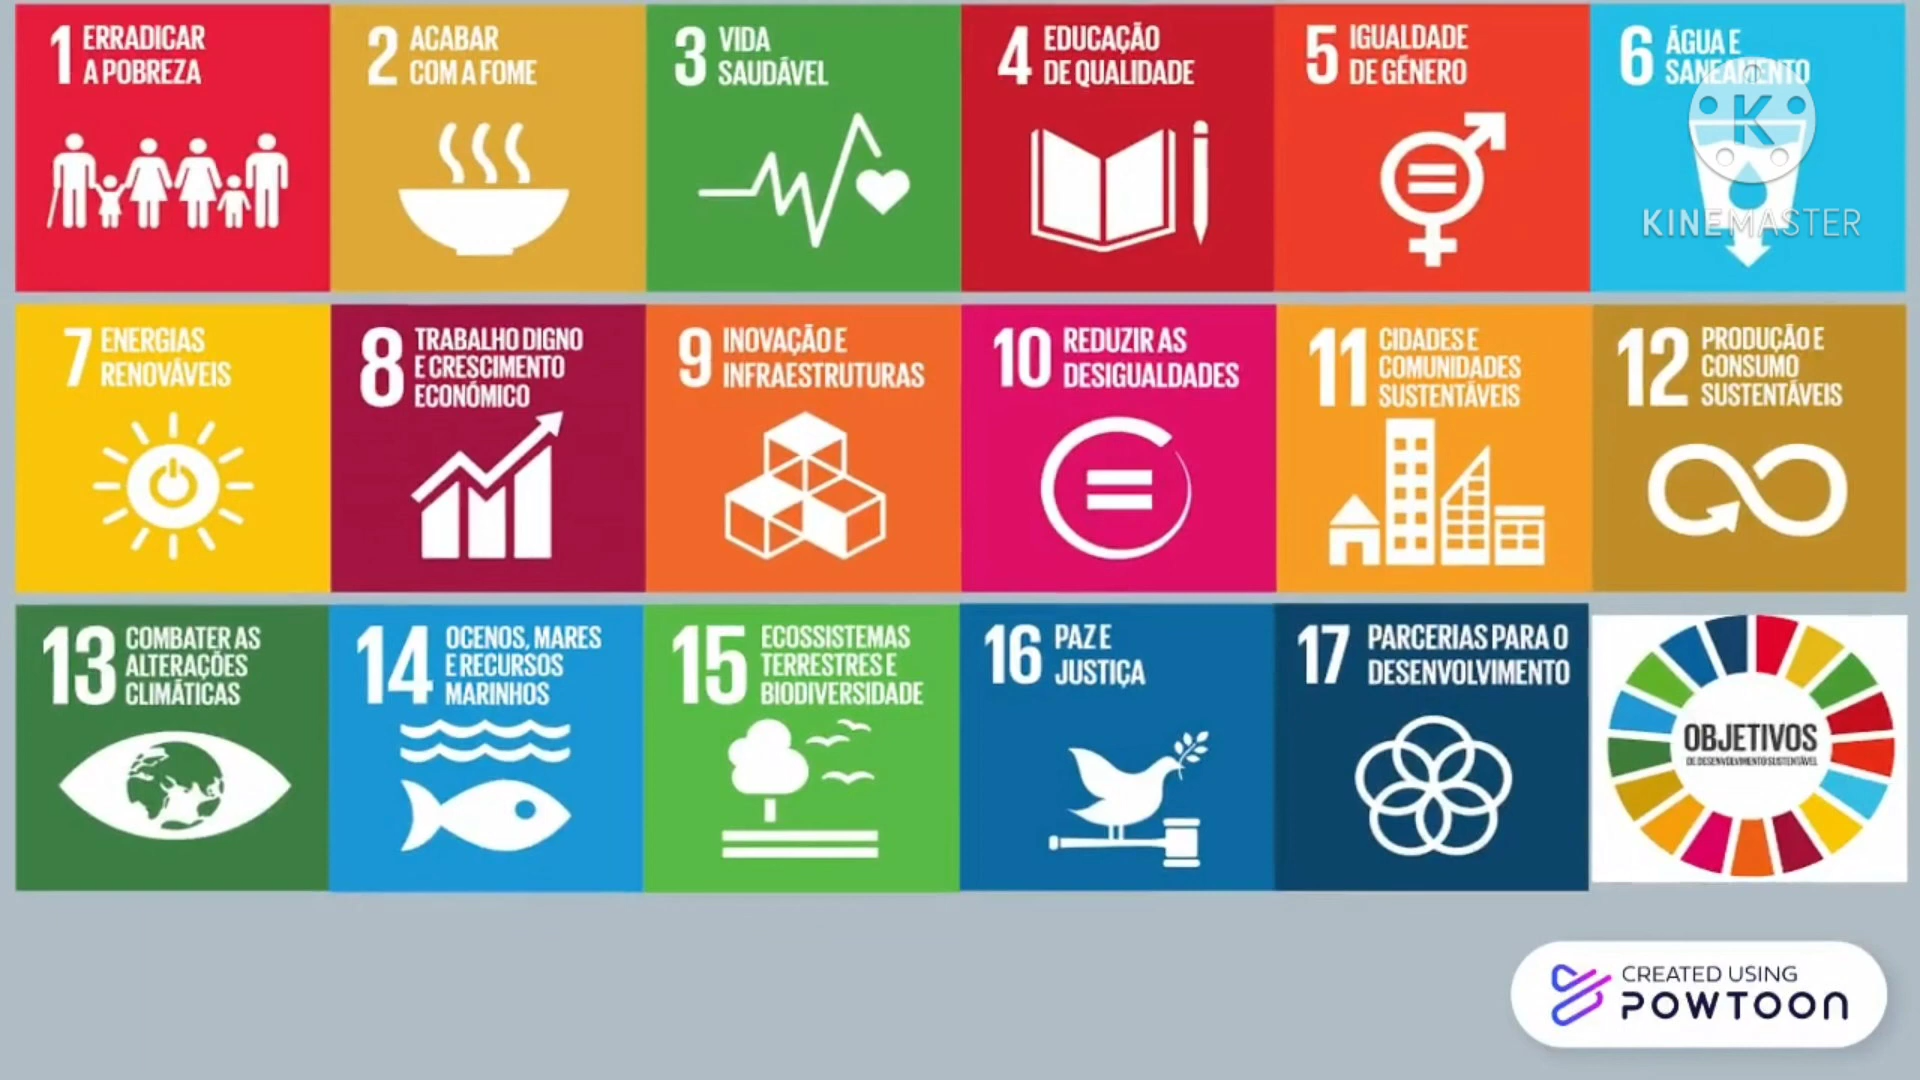 1 ERRADICAR
A POBREZA
2 ACABAR
COM A FOME
3 VIDA
SAUDÁVEL
4 EDUCAÇÃO
DE QUALIDADE
5 IGUALDADE
DE GÉNERO
6 ÁGUA E
SANEAMENTO
K
KINEMASTER
7 ENERGIAS
RENOVÁVEIS
8 TRABALHO DIGNO
E CRESCIMENTO
ECONÓMICO
9 INOVAÇÃO E
INFRAESTRUTURAS
10 REDUZIR AS
DESIGUALDADES
11 CIDADES E
COMUNIDADES
SUSTENTÁVEIS
12 PRODUÇÃO E
CONSUMO
SUSTENTÁVEIS
13 COMBATER AS
ALTERAÇÕES
CLIMÁTICAS
14 OCENOS, MARES
E RECURSOS
MARINHOS
15 ECOSSISTEMAS
TERRESTRES E
BIODIVERSIDADE
16 PAZ E
JUSTIÇA
17 PARCERIAS PARA O
DESENVOLVIMENTO
OBJETIVOS
DE DESENVOLVIMENTO SUSTENTÁVEL
CREATED USING
POWTOON